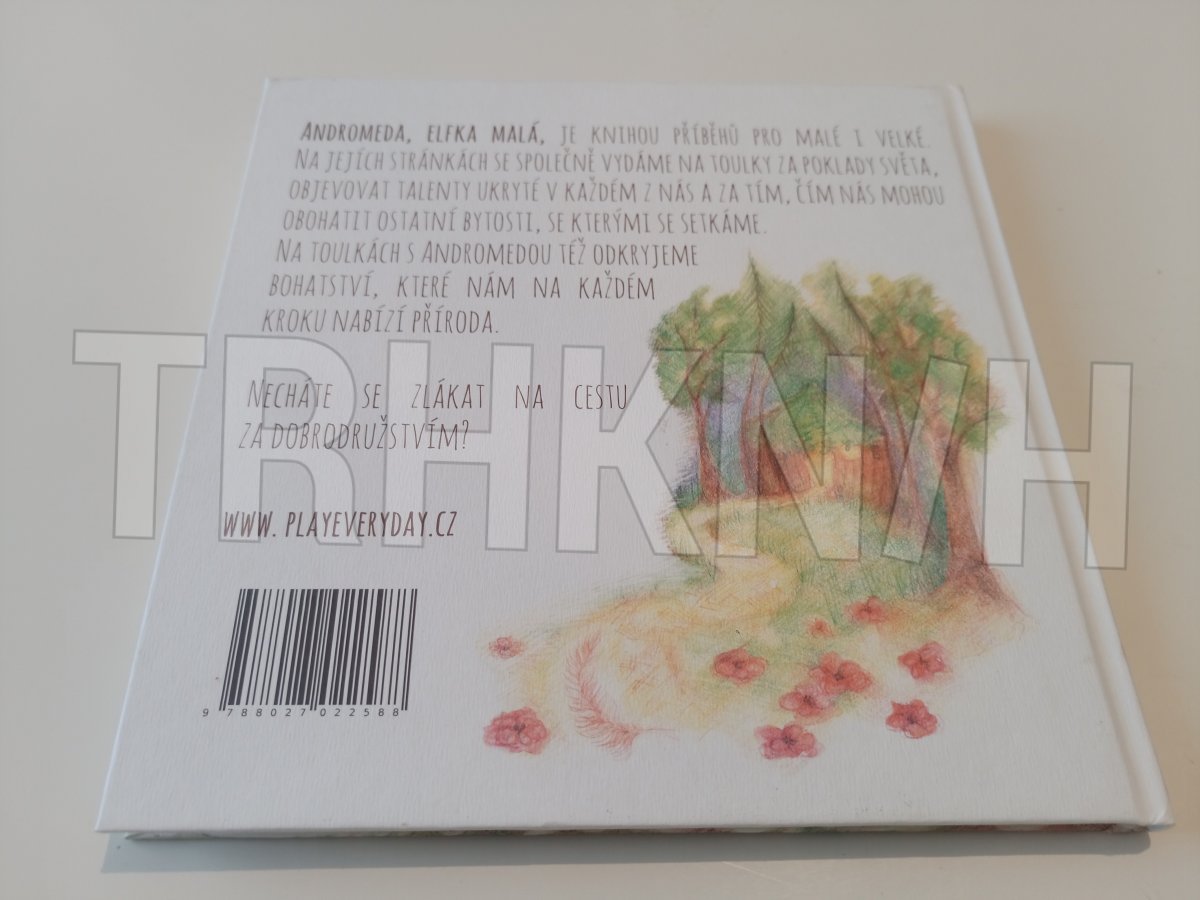 ANDROMEDA, ELFKA MALÁ, JE KNIHOU PŘÍBĚHŮ PRO MALÉ I VELKÉ.
NA JEJÍCH STRÁNKÁCH SE SPOLEČNĚ VYDÁME NA TOULKY ZA POKLADY SVĚTA,
OBJEVOVAT TALENTY UKRYTÉ V KAŽDÉM Z NÁS A ZA TÍM, ČÍM NÁS MOHOU
OBOHATIT OSTATNÍ BYTOSTI, SE KTERÝMI SE SETKÁME.
NA TOULKÁCH S ANDROMEDOU TÉŽ ODKRYJEME
BOHATSTVÍ, KTERÉ NÁM NA KAŽDÉM
KROKU NABÍZÍ PŘÍRODA.
TRHKNIH
NECHÁTE SE ZLÁKAT NA CESTU
ZA DOBRODRUŽSTVÍM?
WWW. PLAYEVERYDAY.CZ
9 788027 022588